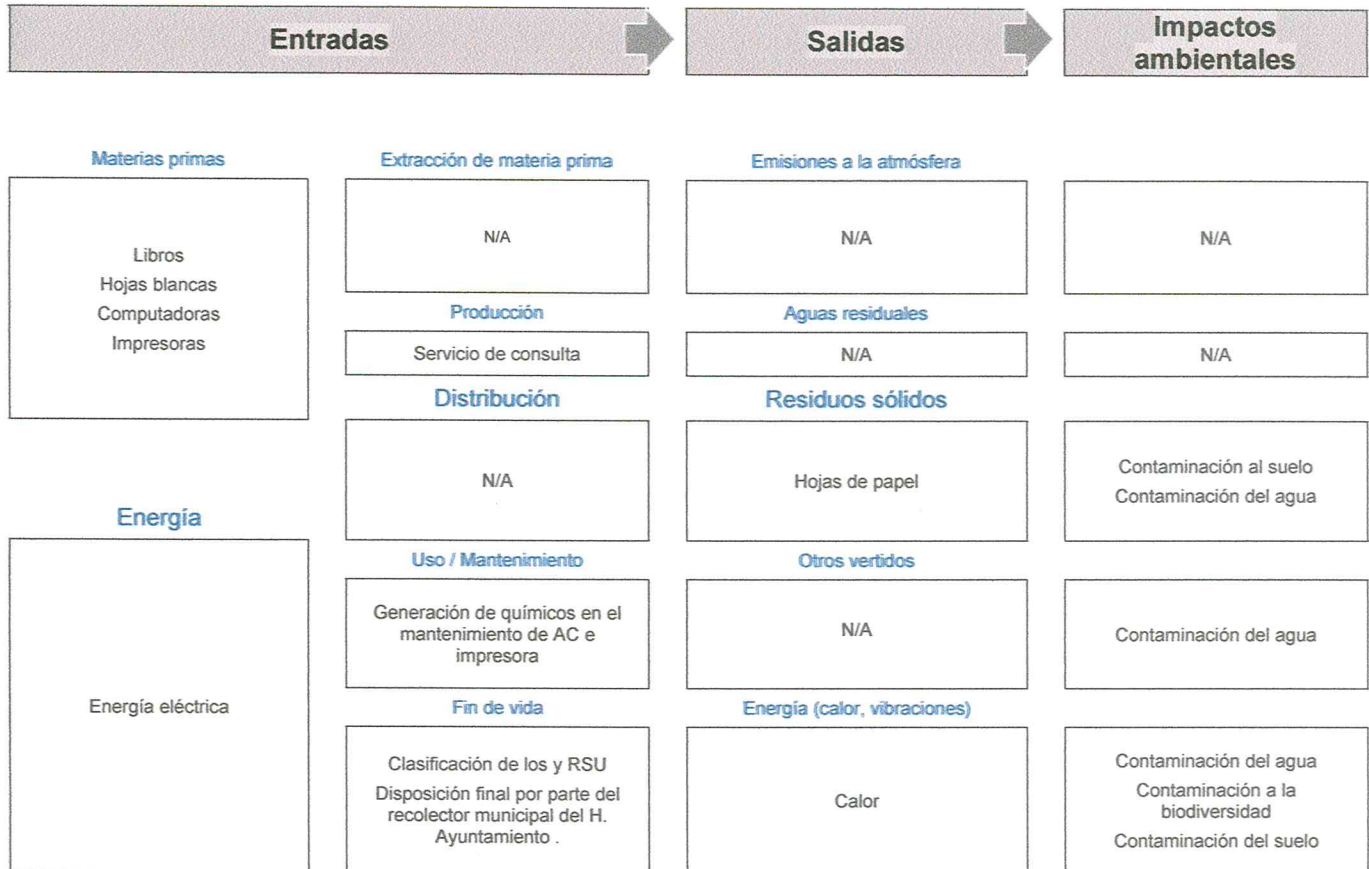 Entradas
Salidas
Impactos
ambientales
Materias primas
Libros
Hojas blancas
Computadoras
Impresoras
Energía
Energía eléctrica
Extracción de materia prima
N/A
Producción
Servicio de consulta
Distribución
N/A
Uso / Mantenimiento
Generación de químicos en el
mantenimiento de AC e
impresora
Fin de vida
Clasificación de los y RSU
Disposición final por parte del
recolector municipal del H.
Ayuntamiento .
Emisiones a la atmósfera
N/A
Aguas residuales
N/A
Residuos sólidos
Hojas de papel
Otros vertidos
N/A
Energía (calor, vibraciones)
Calor
N/A
N/A
Contaminación al suelo
Contaminación del agua
Contaminación del agua
Contaminación del agua
Contaminación a la
biodiversidad
Contaminación del suelo